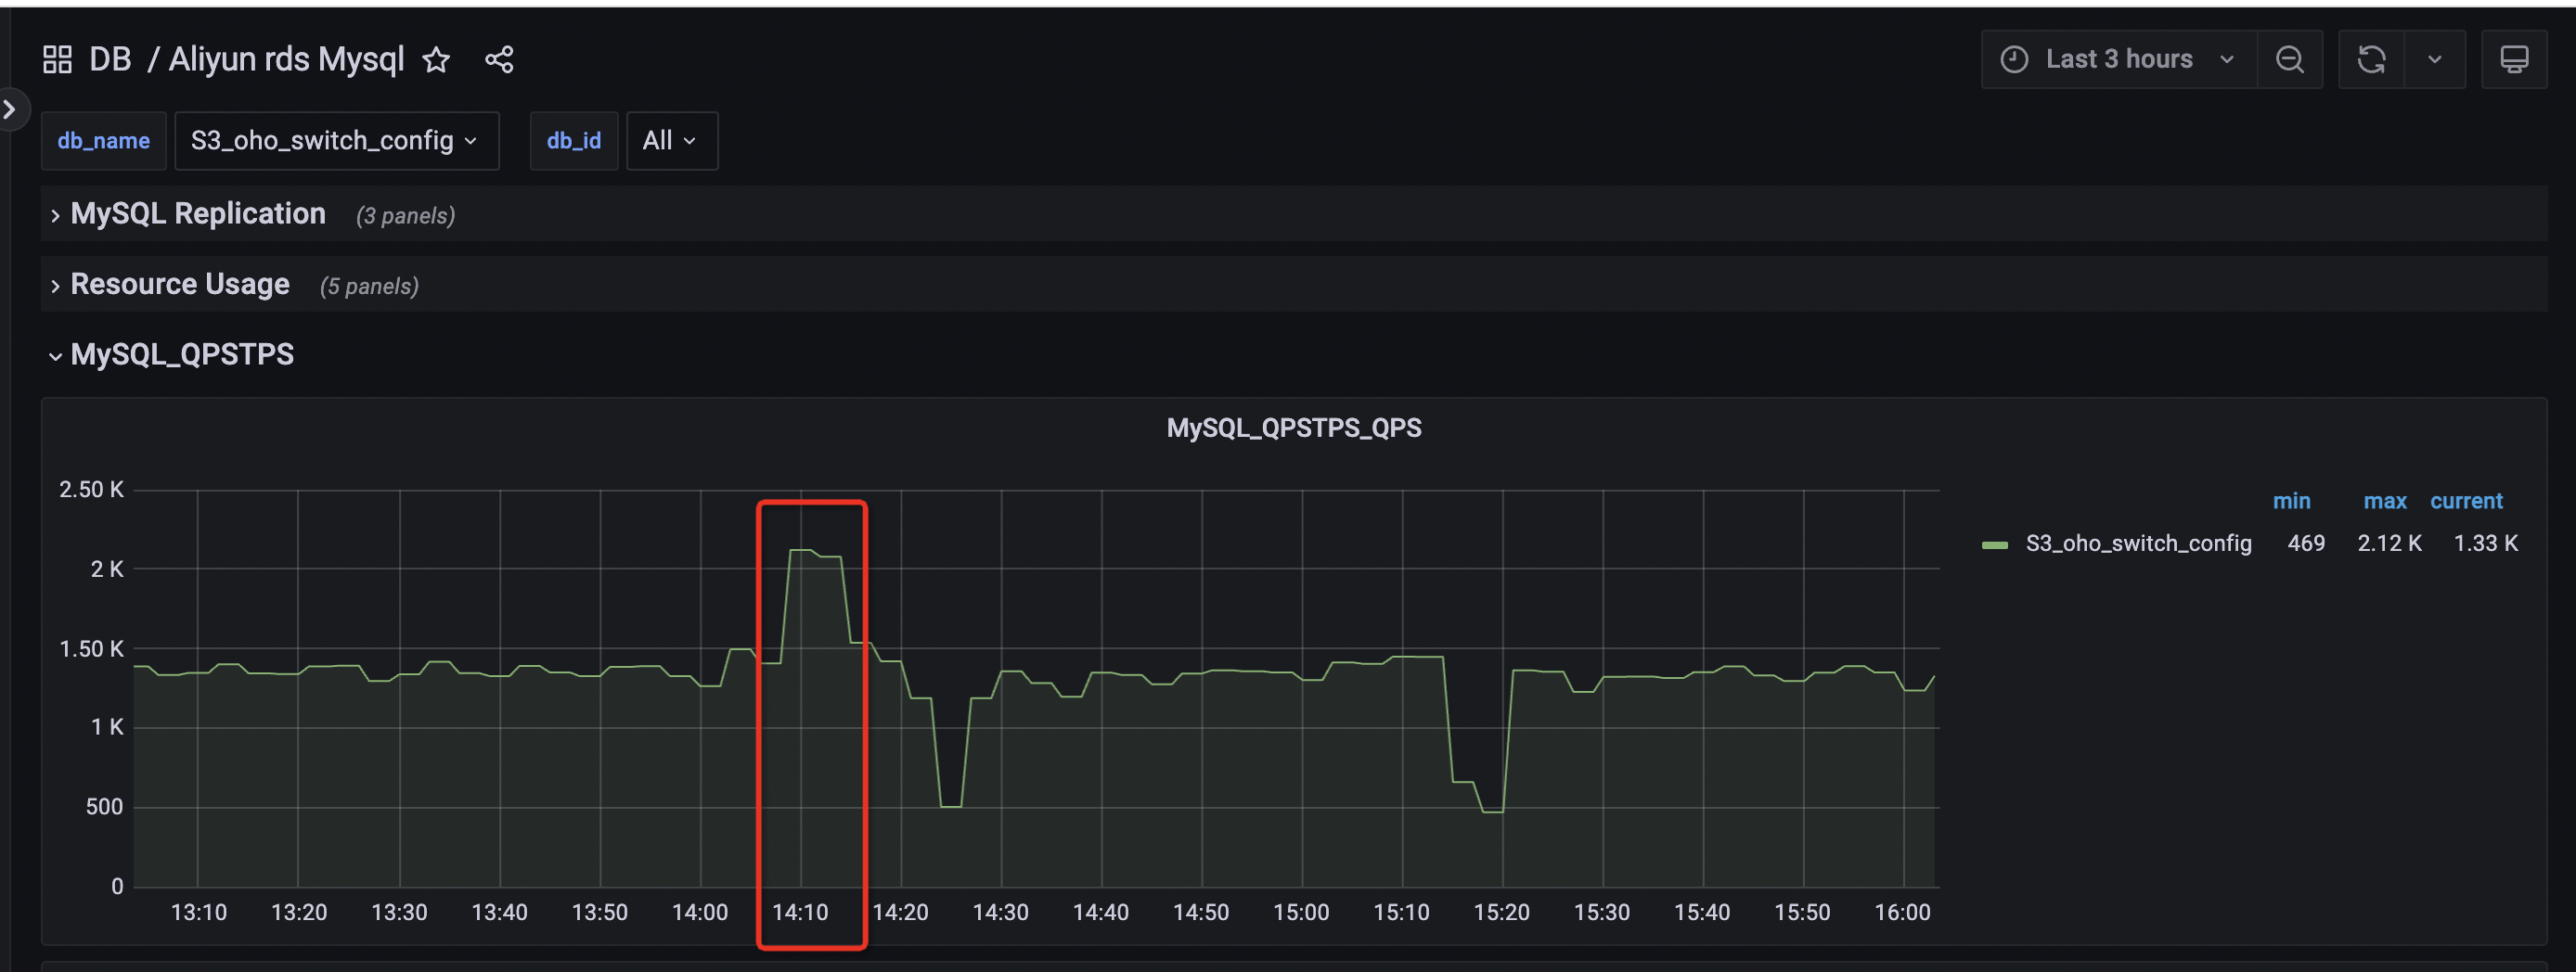 DB / Aliyun rds Mysql Last 3 hours
db_name S3_oho_switch_config db_id All
MySQL Replication (3 panels)
Resource Usage (5 panels)
MySQL_QPSTPS
MySQL_QPSTPS_QPS
2.50 K
2 K
1.50 K
1 K
500
0
13:10 13:20 13:30 13:40 13:50 14:00 14:10 14:20 14:30 14:40 14:50 15:00 15:10 15:20 15:30 15:40 15:50 16:00
min max current
S3_oho_switch_config 469 2.12 K 1.33 K